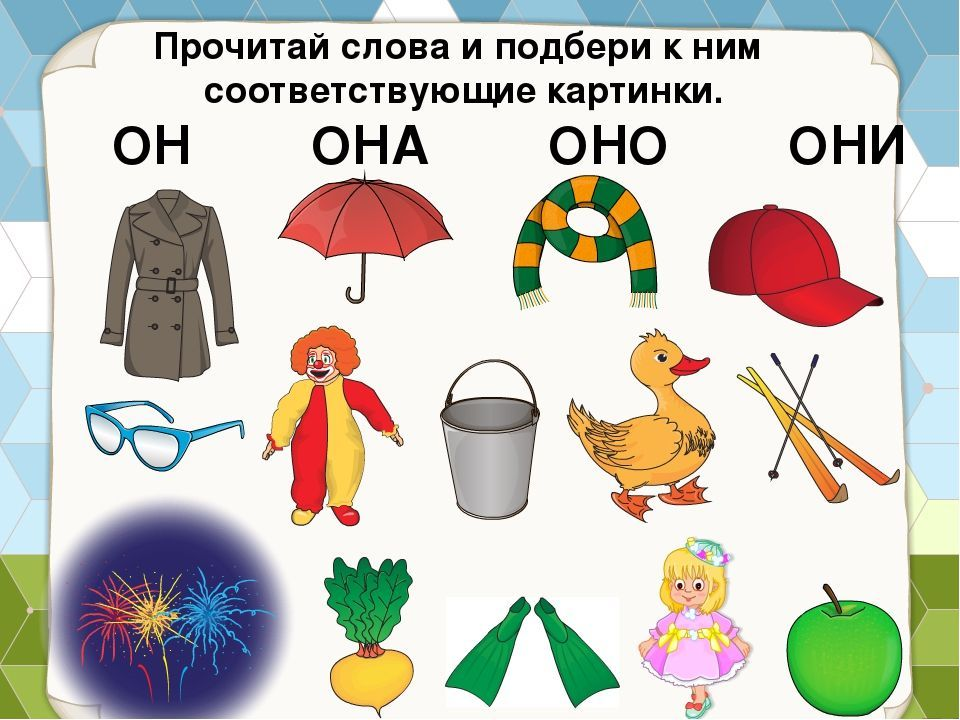 Прочитай слова и подбери к ним
соответствующие картинки.
ОН ОНА ОНО ОНИ